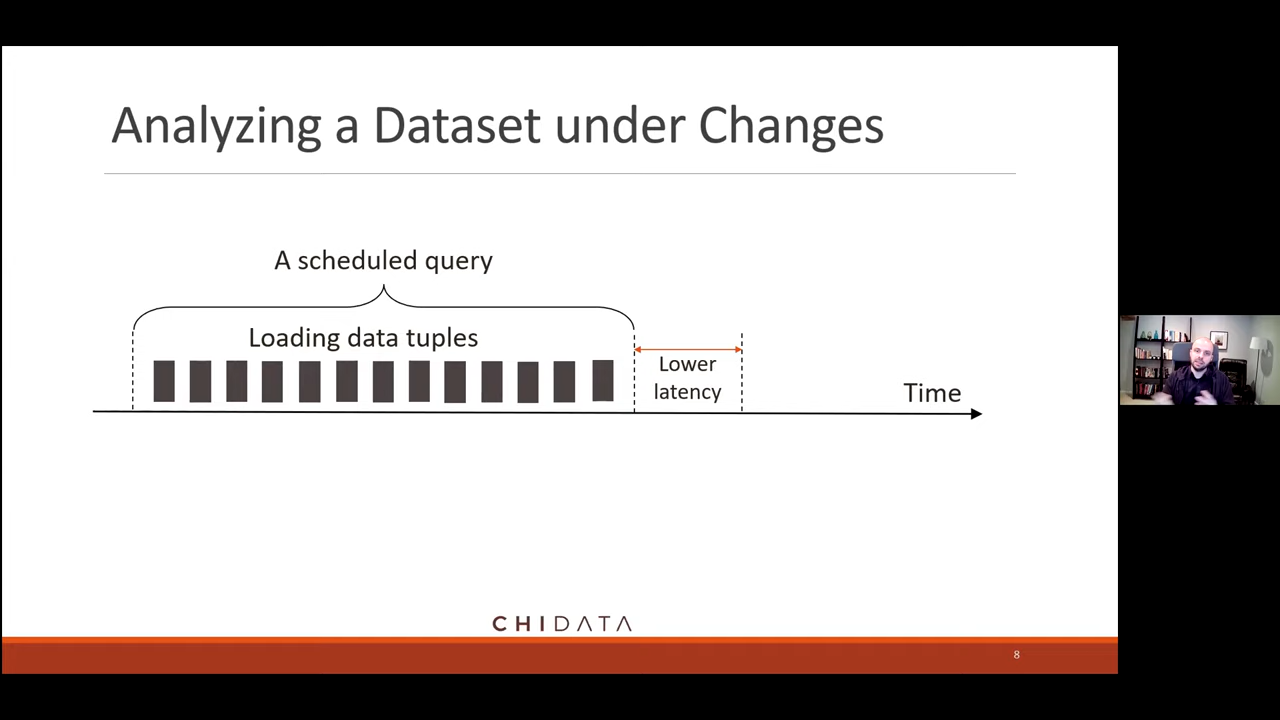 Analyzing a Dataset under Changes
A scheduled query
Loading data tuples
Lower
latency
Time
CHIDATA
8